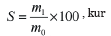 S = m₁/m₀ × 100 , kur